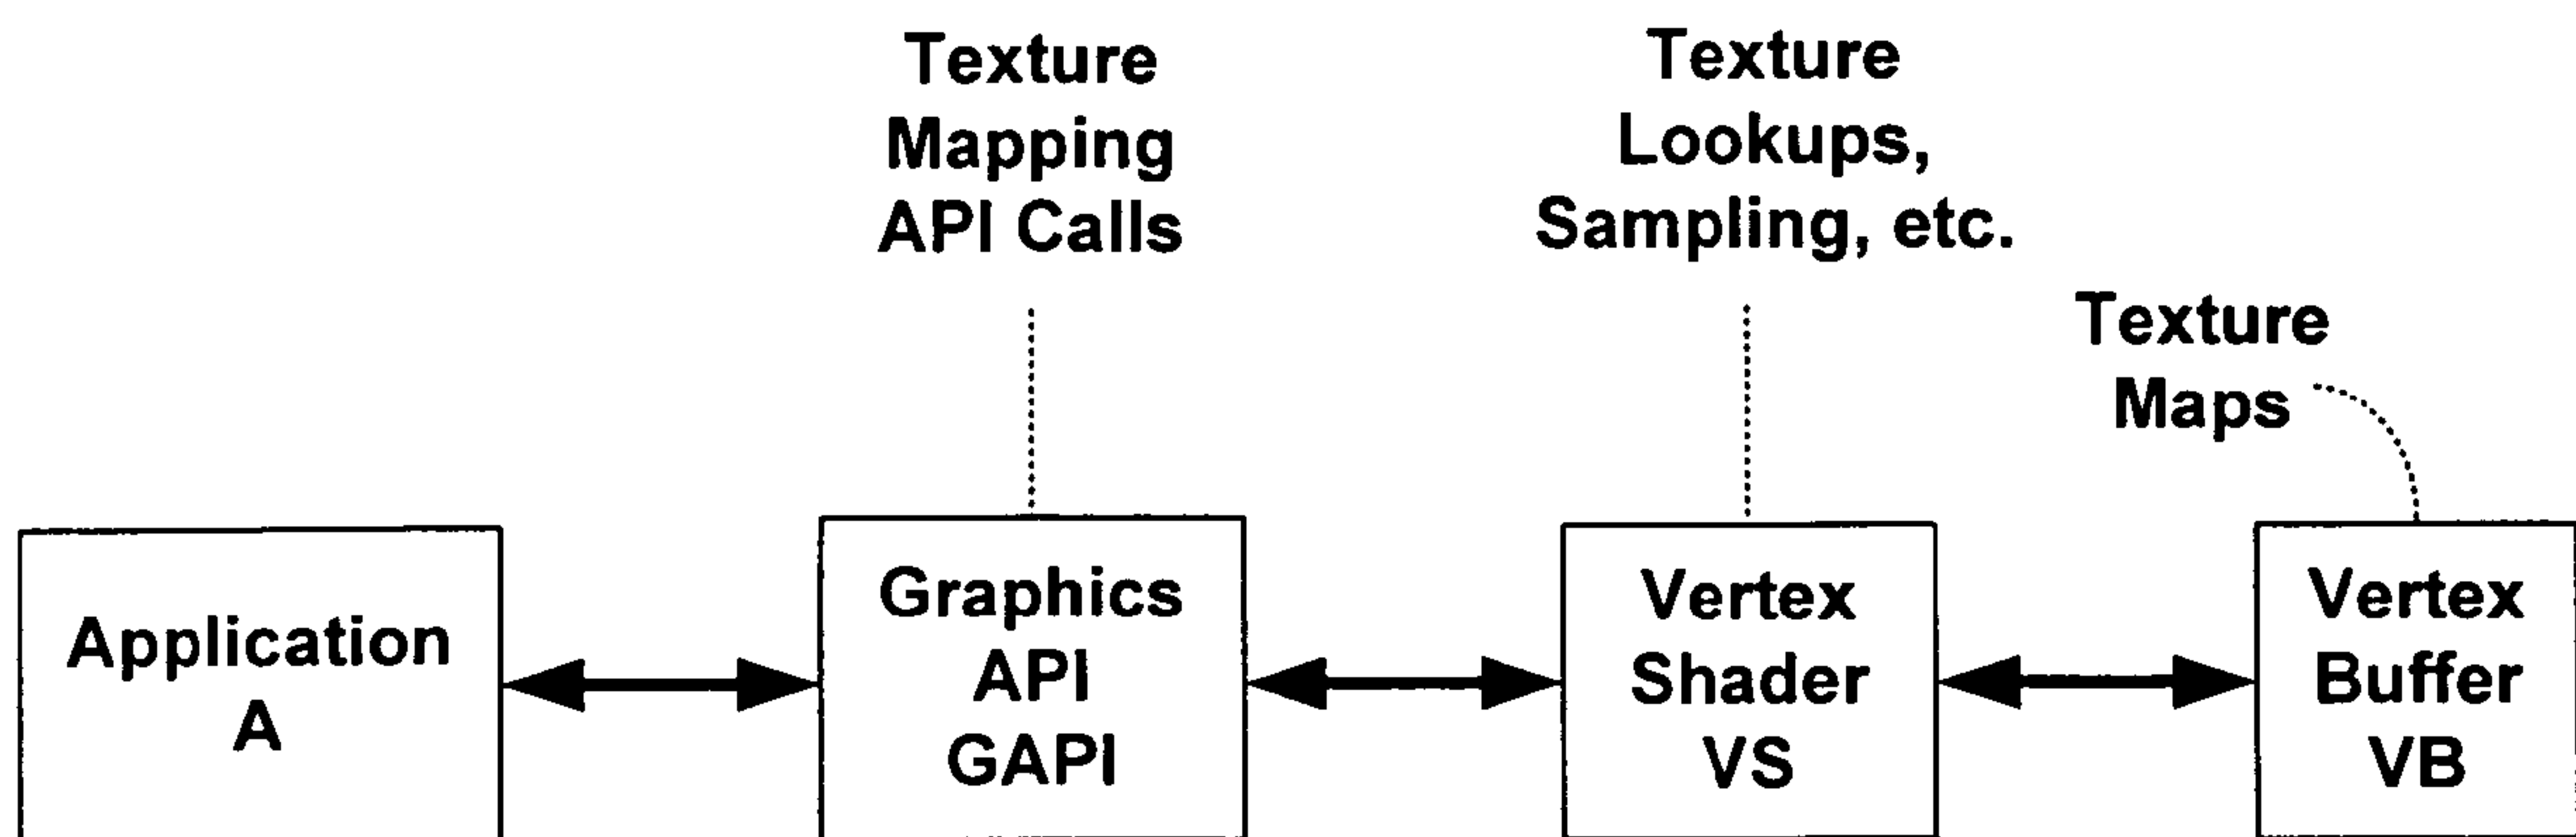 Texture
Mapping
API Calls
Texture
Lookups,
Sampling, etc.
Texture
Maps
Application
A
Graphics
API
GAPI
Vertex
Shader
VS
Vertex
Buffer
VB